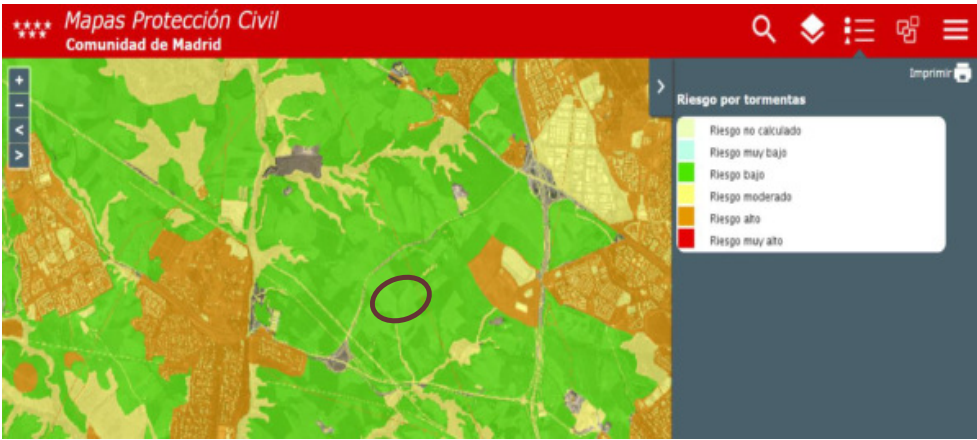 Mapas Protección Civil
Comunidad de Madrid
+
-
<
>
>
Imprimir
Riesgo por tormentas
Riesgo no calculado
Riesgo muy bajo
Riesgo bajo
Riesgo moderado
Riesgo alto
Riesgo muy alto